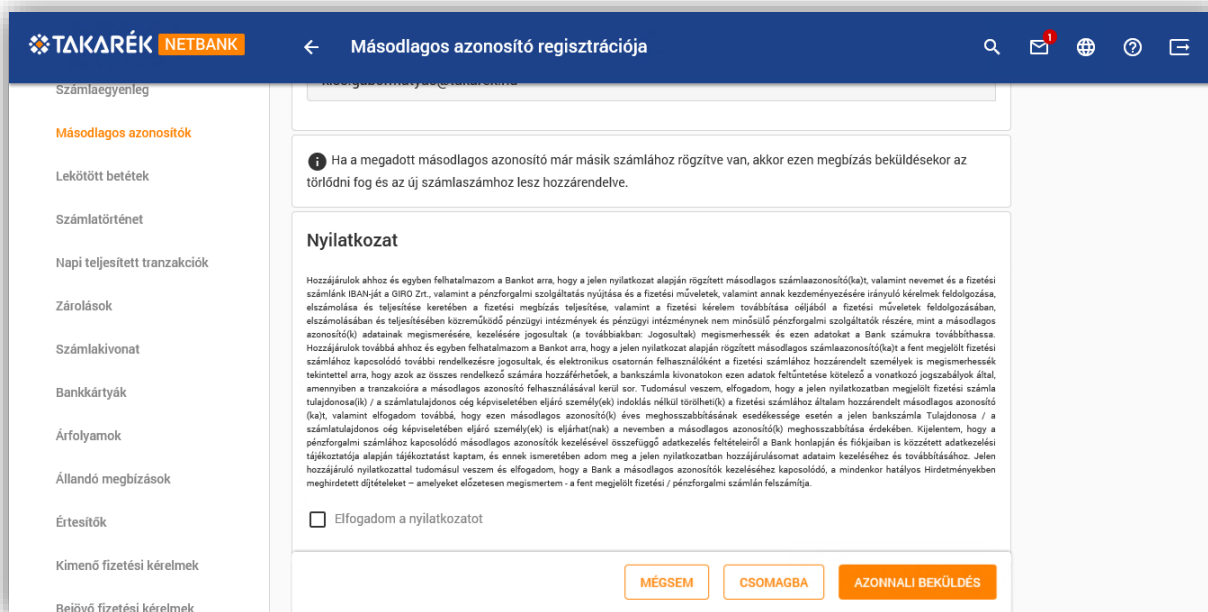 TAKARÉK NETBANK
Másodlagos azonosító regisztrációja
1
Számlaegyenleg
Másodlagos azonosítók
Lekötött betétek
Számlatörténet
Napi teljesített tranzakciók
Zárolások
Számlakivonat
Bankkártyák
Árfolyamok
Állandó megbízások
Értesítők
Kimenő fizetési kérelmek
Bejövő fizetési kérelmek
Ha a megadott másodlagos azonosító már másik számlához rögzítve van, akkor ezen megbízás beküldésekor az
törlődni fog és az új számlaszámhoz lesz hozzárendelve.
Nyilatkozat
Hozzájárulok ahhoz és egyben felhatalmazom a Bankot arra, hogy a jelen nyilatkozat alapján rögzített másodlagos számlaazonosító(ka)t, valamint nevemet és a fizetési
számlánk IBAN-ját a GIRO Zrt., valamint a pénzforgalmi szolgáltatás nyújtása és a fizetési műveletek, valamint annak kezdeményezésére irányuló kérelmek feldolgozása,
elszámolása és teljesítése keretében a fizetési megbízás teljesítése, valamint a fizetési kérelem továbbítása céljából a fizetési műveletek feldolgozásában,
elszámolásában és teljesítésében közreműködő pénzügyi intézmények és pénzügyi intézménynek nem minősülő pénzforgalmi szolgáltatók részére, mint a másodlagos
azonosító(k) adatainak megismerésére, kezelésére jogosultak (a továbbiakban: Jogosultak) megismerhessék és ezen adatokat a Bank számukra továbbíthassa.
Hozzájárulok továbbá ahhoz és egyben felhatalmazom a Bankot arra, hogy a jelen nyilatkozat alapján rögzített másodlagos számlaazonosító(ka)t a fent megjelölt fizetési
számlához kapcsolódó további rendelkezésre jogosultak, és elektronikus csatornán felhasználóként a fizetési számlához hozzárendelt személyek is megismerhessék
tekintettel arra, hogy azok az összes rendelkező számára hozzáférhetőek, a bankszámla kivonatokon ezen adatok feltüntetése kötelező a vonatkozó jogszabályok által,
amennyiben a tranzakcióra a másodlagos azonosító felhasználásával kerül sor. Tudomásul veszem, elfogadom, hogy a jelen nyilatkozatban megjelölt fizetési számla
tulajdonosa(ik) / a számlatulajdonos cég képviseletében eljáró személy(ek) indoklás nélkül törölheti(k) a fizetési számlához általam hozzárendelt másodlagos azonosító
(ka)t, valamint elfogadom továbbá, hogy ezen másodlagos azonosító(k) éves meghosszabbításának esedékessége esetén a jelen bankszámla Tulajdonosa / a
számlatulajdonos cég képviseletében eljáró személy(ek) is eljárhat(nak) a nevemben a másodlagos azonosító(k) meghosszabbítása érdekében. Kijelentem, hogy a
pénzforgalmi számlához kapcsolódó másodlagos azonosítók kezelésével összefüggő adatkezelés feltételeiről a Bank honlapján és fiókjaiban is közzétett adatkezelési
tájékoztatója alapján tájékoztatást kaptam, és ennek ismeretében adom meg a jelen nyilatkozatban hozzájárulásomat adataim kezeléséhez és továbbításához. Jelen
hozzájáruló nyilatkozattal tudomásul veszem és elfogadom, hogy a Bank a másodlagos azonosítók kezeléséhez kapcsolódó, a mindenkor hatályos Hirdetményekben
meghirdetett díjtételeket – amelyeket előzetesen megismertem - a fent megjelölt fizetési / pénzforgalmi számlán felszámítja.
Elfogadom a nyilatkozatot
MÉGSEM
CSOMAGBA
AZONNALI BEKÜLDÉS